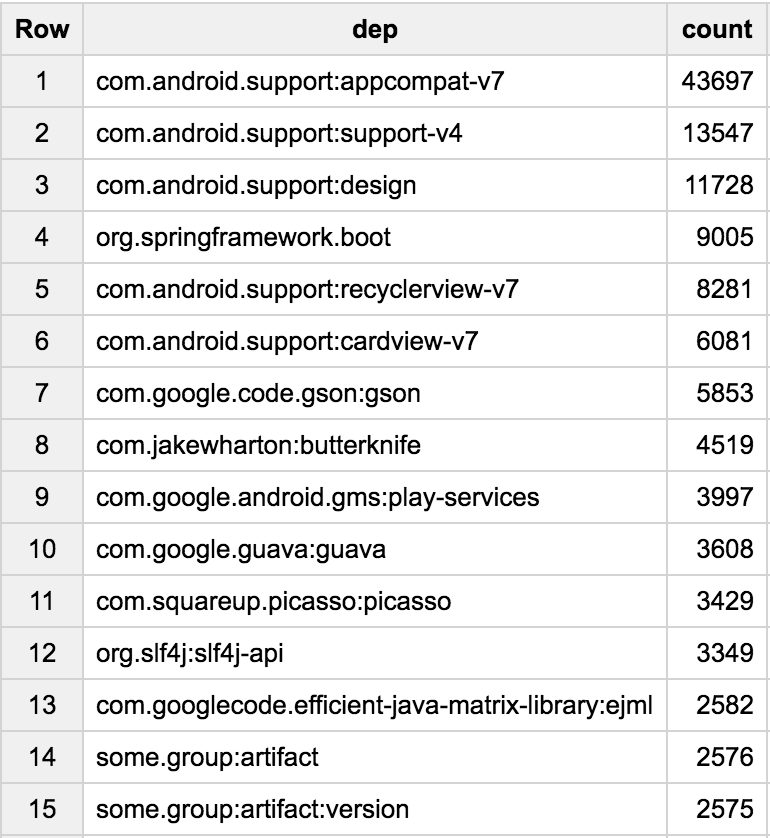 Row dep count
1 com.android.support:appcompat-v7 43697
2 com.android.support:support-v4 13547
3 com.android.support:design 11728
4 org.springframework.boot 9005
5 com.android.support:recyclerview-v7 8281
6 com.android.support:cardview-v7 6081
7 com.google.code.gson:gson 5853
8 com.jakewharton:butterknife 4519
9 com.google.android.gms:play-services 3997
10 com.google.guava:guava 3608
11 com.squareup.picasso:picasso 3429
12 org.slf4j:slf4j-api 3349
13 com.googlecode.efficient-java-matrix-library:ejml 2582
14 some.group:artifact 2576
15 some.group:artifact:version 2575